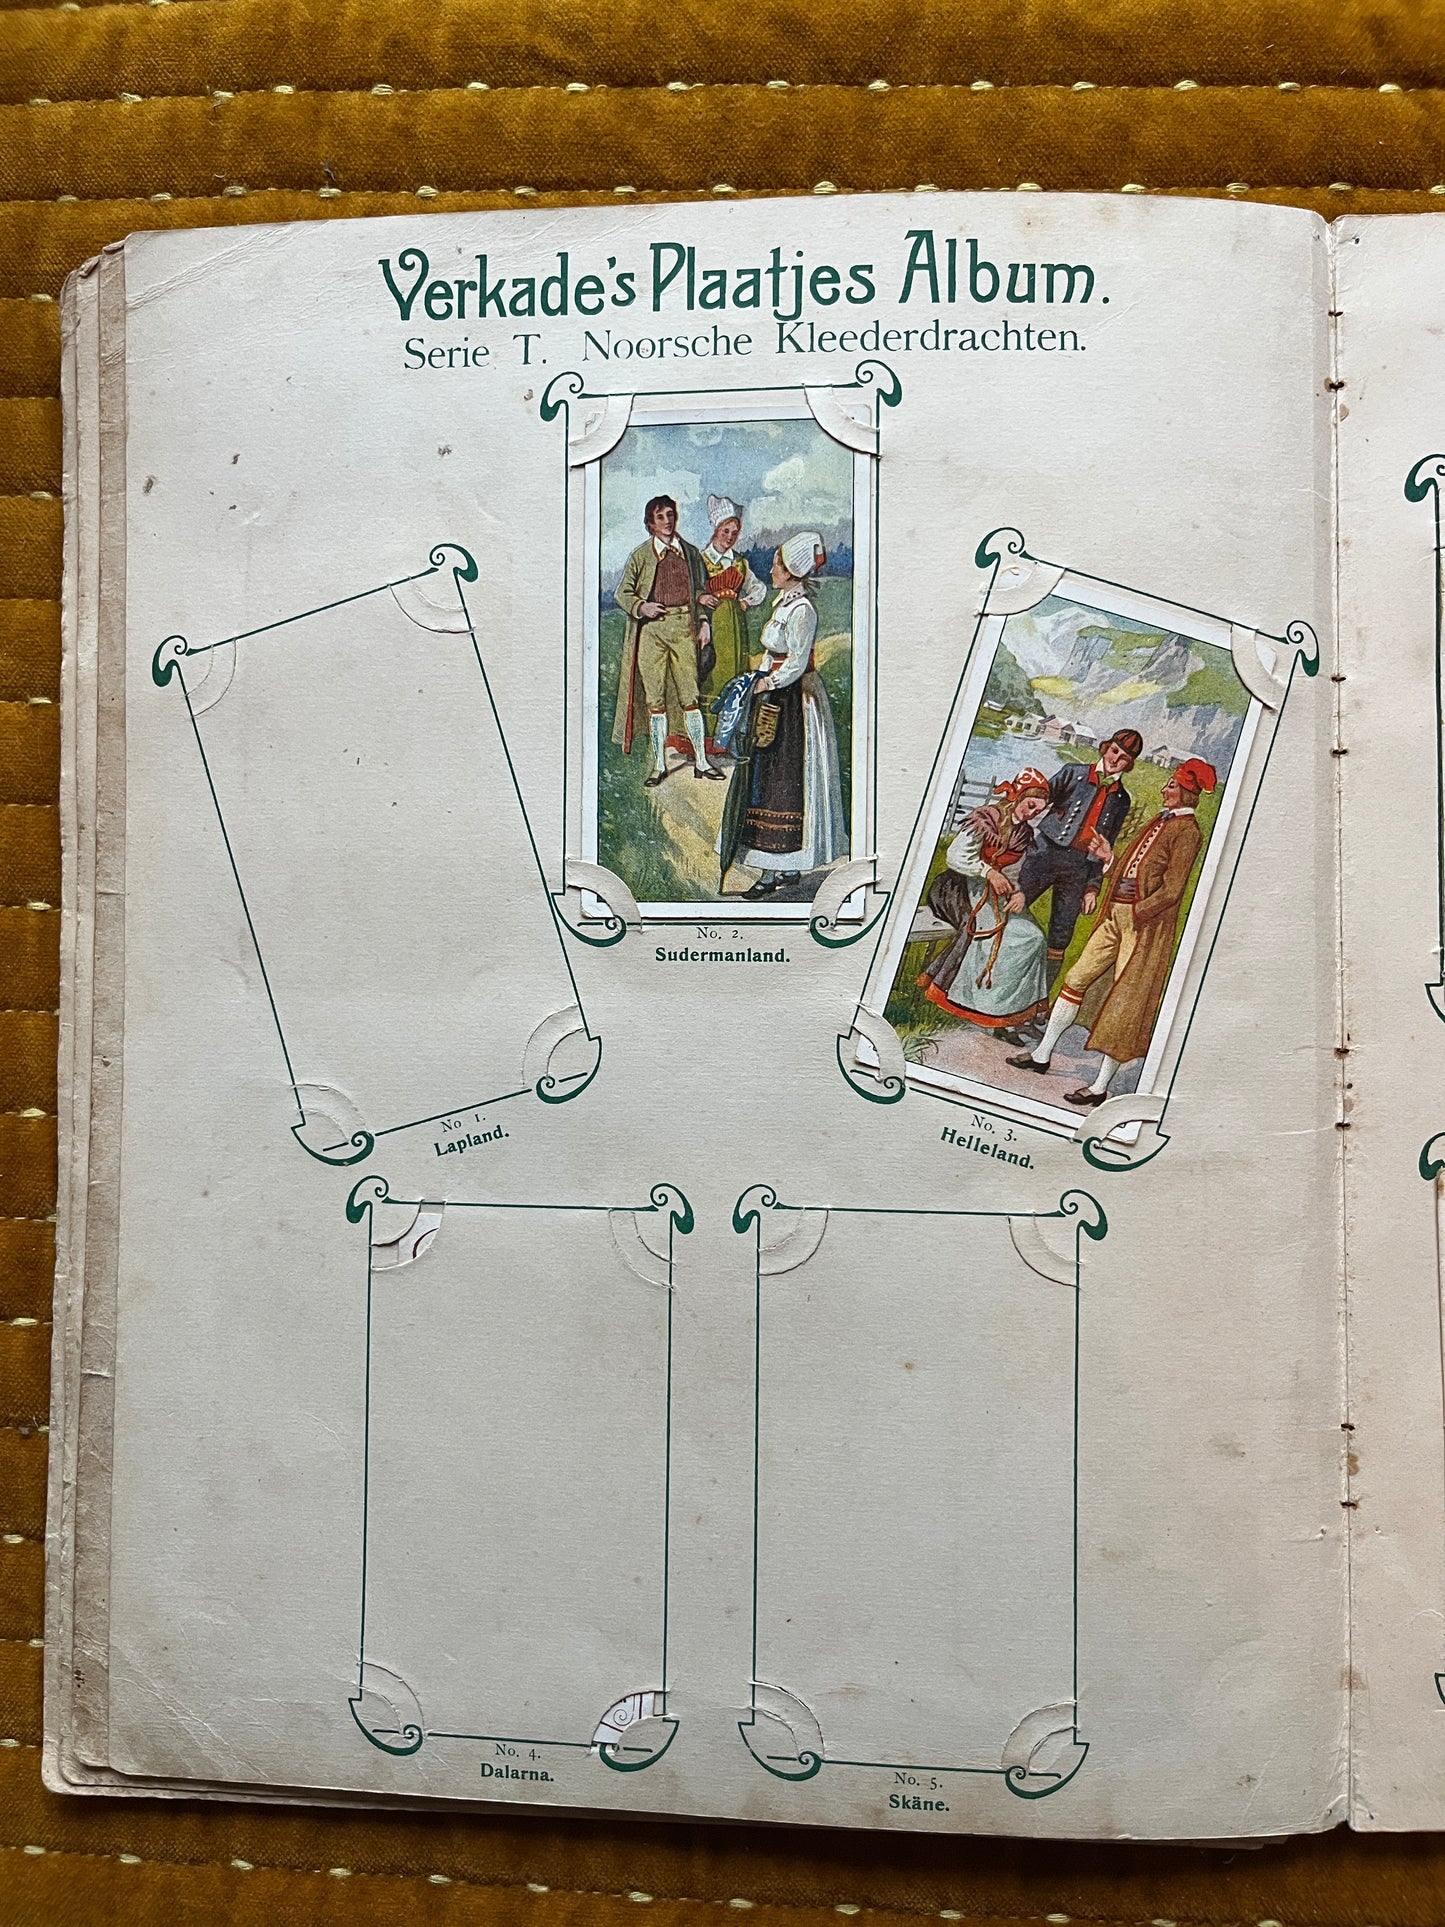 Verkade's Plaatjes Album.
Serie T. Noorsche Kleederdrachten.
No. 2.
Sudermanland.
No 1.
Lapland.
No. 3.
Helleland.
No. 4.
Dalarna.
No. 5.
Skäne.